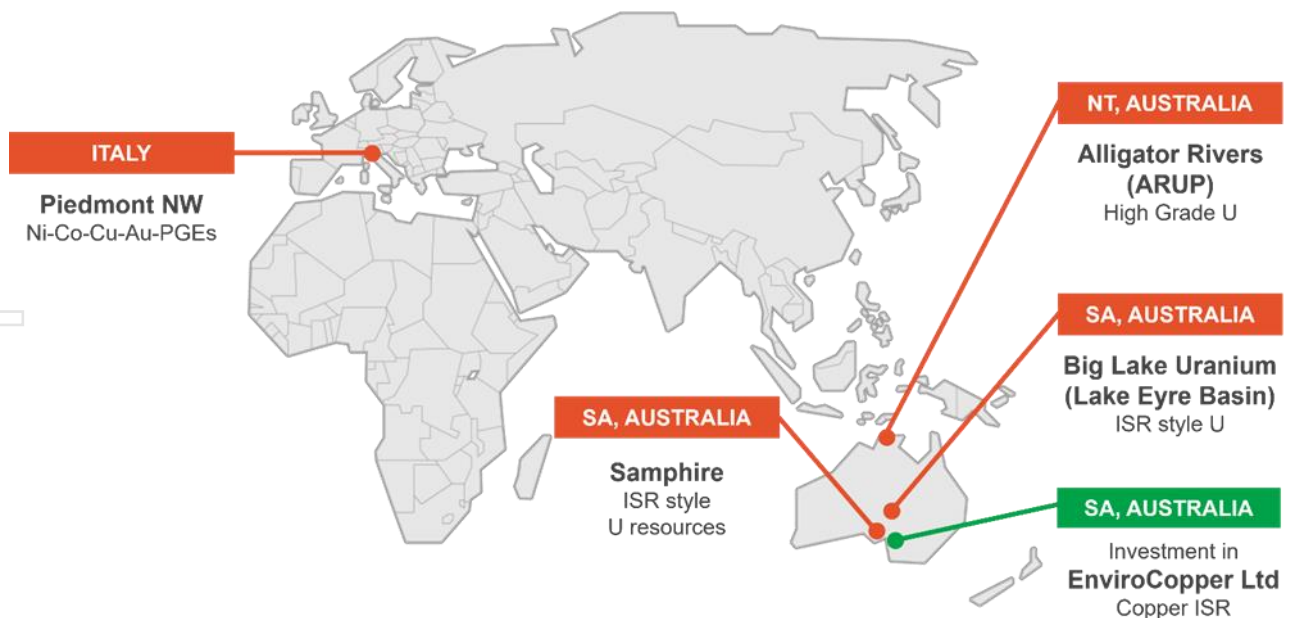 ITALY
Piedmont NW
Ni-Co-Cu-Au-PGEs
NT, AUSTRALIA
Alligator Rivers
(ARUP)
High Grade U
SA, AUSTRALIA
Big Lake Uranium
(Lake Eyre Basin)
ISR style U
SA, AUSTRALIA
Samphire
ISR style
U resources
SA, AUSTRALIA
Investment in
EnviroCopper Ltd
Copper ISR